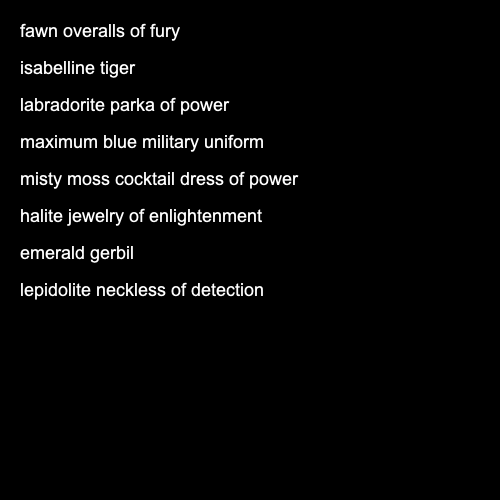 fawn overalls of fury
isabelline tiger
labradorite parka of power
maximum blue military uniform
misty moss cocktail dress of power
halite jewelry of enlightenment
emerald gerbil
lepidolite neckless of detection